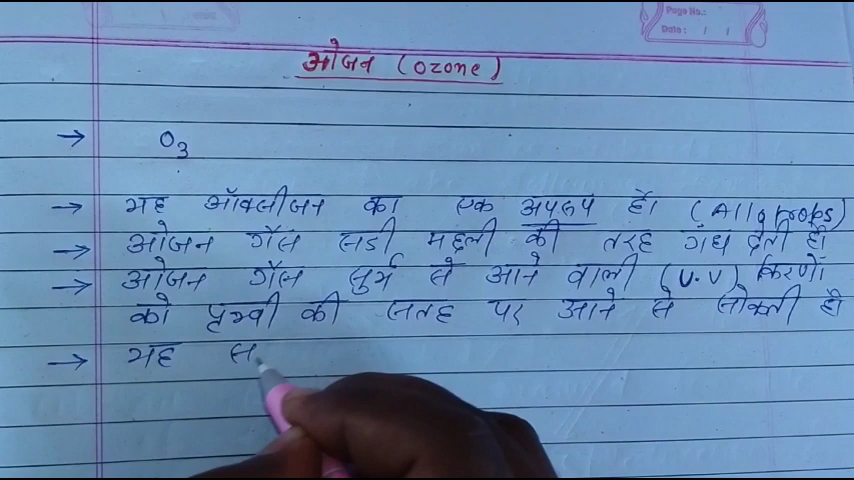 Page No.:
Date: / /
ओजन (Ozone)
→ O3
→ यह ऑक्सीजन का एक अपरुप है। (Allotrops)
→ ओजन गैस सडी मछली की तरह गंध देती है
→ ओजन गैस सुर्य से आने वाली (U.V) किरणों
को पृथ्वी की सतह पर आने से रोकती है
→ यह स